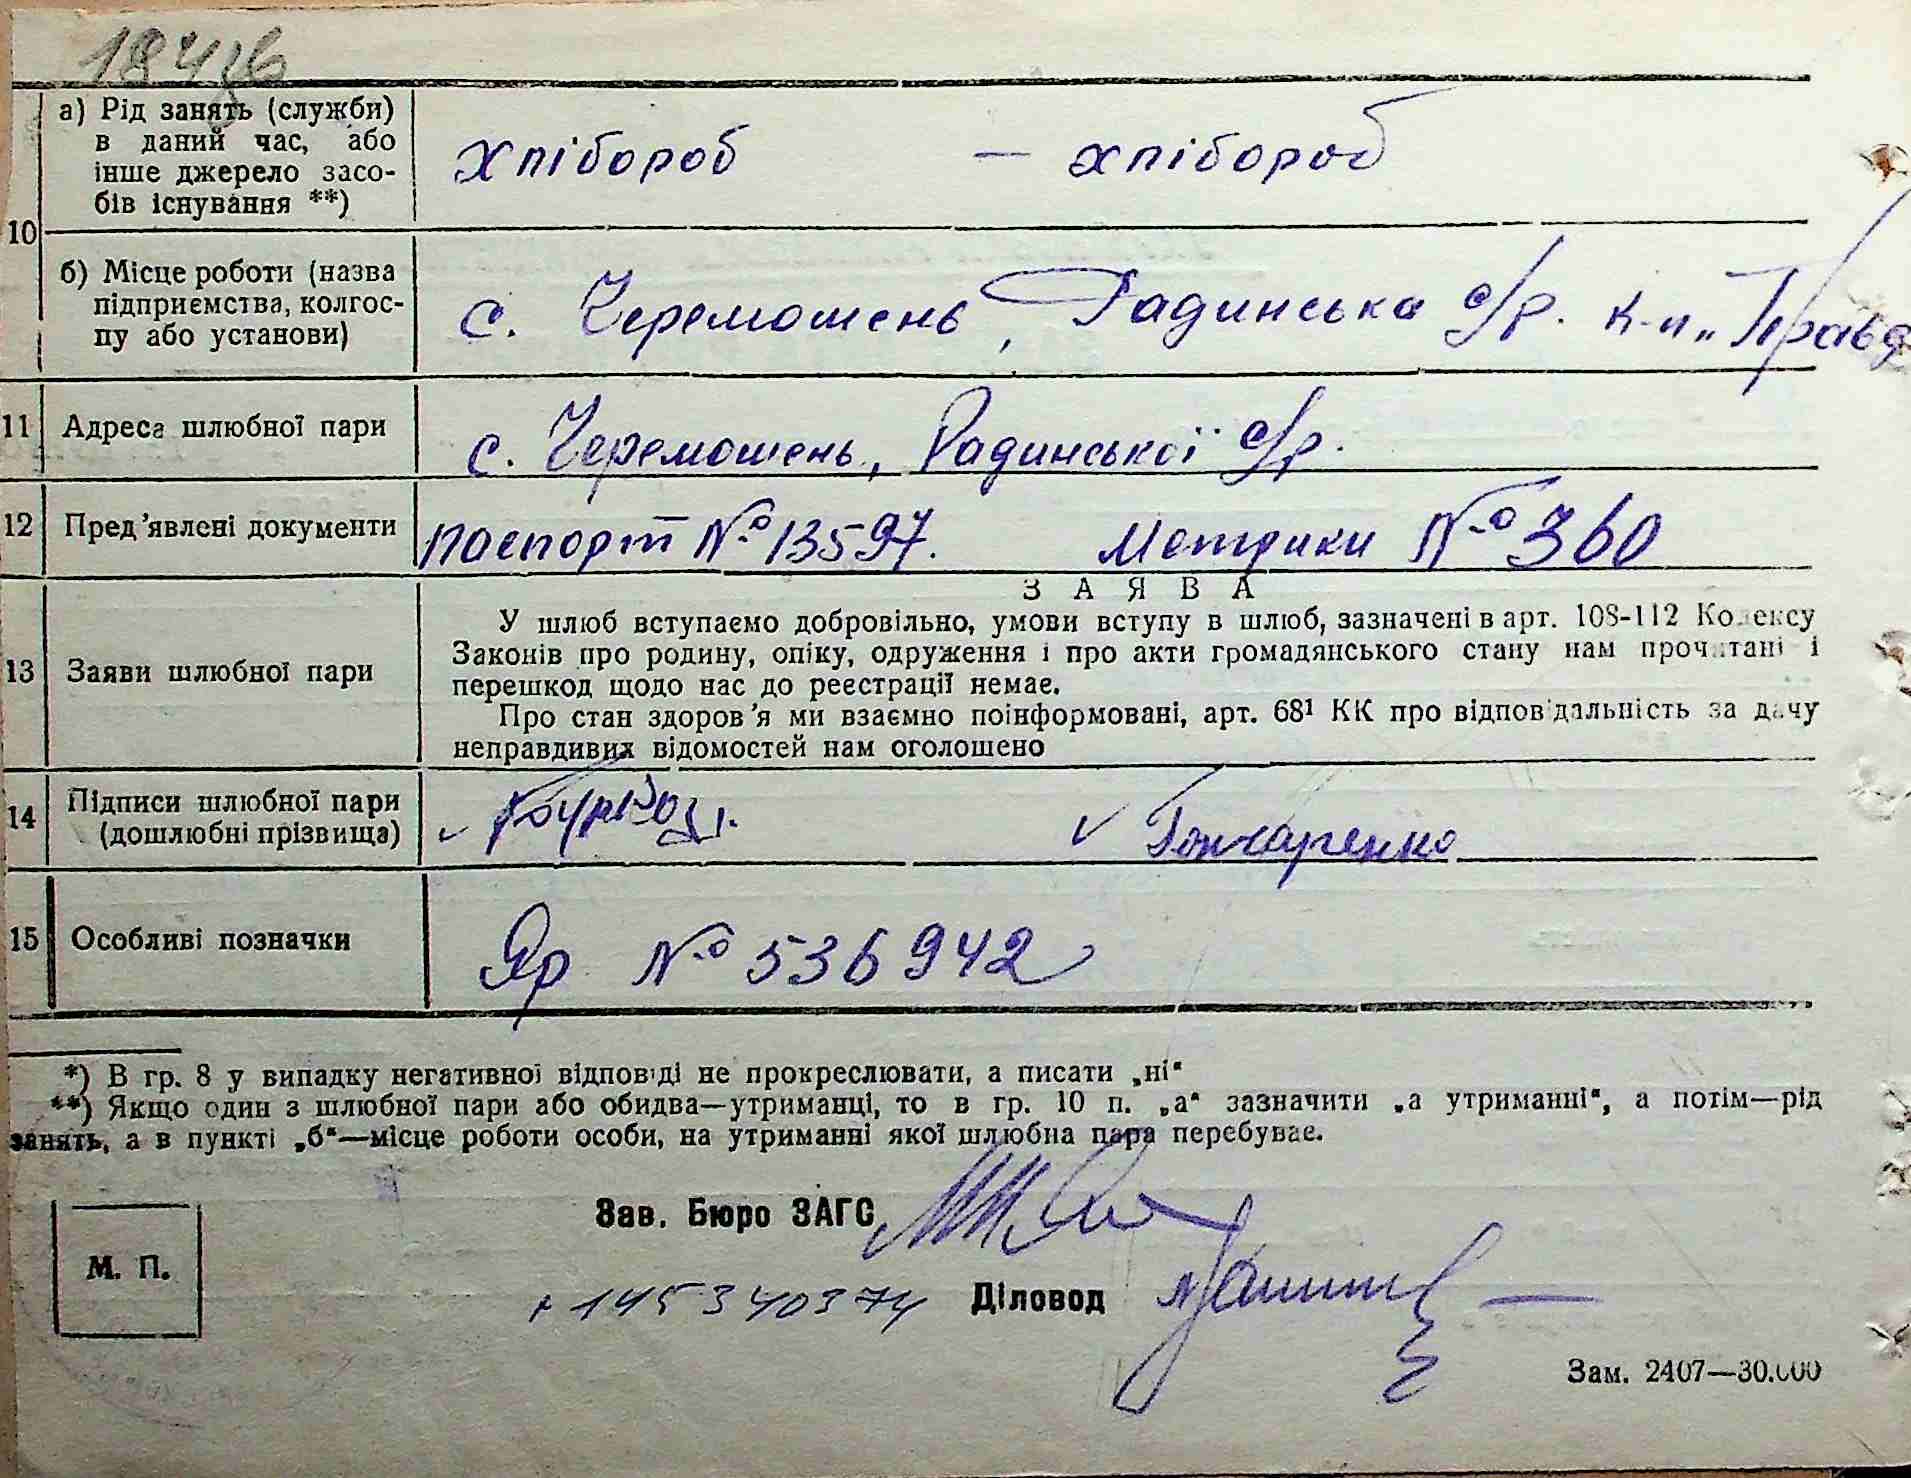 а) Рід занять (служби)
в даний час, або
інше джерело засо-
бів існування **)
хлібороб — хлібороб
10
б) Місце роботи (назва
підприємства, колгос-
пу або установи)
с. Черемошень, Радинська с/р. к-п „Правда
11 Адреса шлюбної пари
с. Черемошень, Радинської с/р.
12 Пред'явлені документи паспорт № 13597. Метрики № 360
ЗАЯВА
13 Заяви шлюбної пари
У шлюб вступаємо добровільно, умови вступу в шлюб, зазначені в арт. 108-112 Кодексу
Законів про родину, опіку, одруження і про акти громадянського стану нам прочитані і
перешкод щодо нас до реєстрації немає.
Про стан здоров'я ми взаємно поінформовані, арт. 68¹ КК про відповідальність за дачу
неправдивих відомостей нам оголошено
14 Підписи шлюбної пари
(дошлюбні прізвища)
Гончаренко
15 Особливі позначки
Яр № 536942
*) В гр. 8 у випадку негативної відповіді не прокреслювати, а писати „ні“
**) Якщо один з шлюбної пари або обидва—утриманці, то в гр. 10 п. „а“ зазначити „а утриманні“, а потім—рід
занять, а в пункті „б“—місце роботи особи, на утриманні якої шлюбна пара перебуває.
Зав. Бюро ЗАГС
М. П.
145340374 Діловод
Зам. 2407—30.000